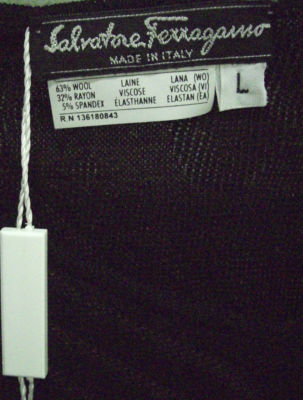 Salvatore Ferragamo
MADE IN ITALY
63% WOOL LAINE LANA (WO)
32% RAYON VISCOSE VISCOSA (VI)
5% SPANDEX ÉLASTHANNE ELASTAN (EA)
R.N 136180843
L